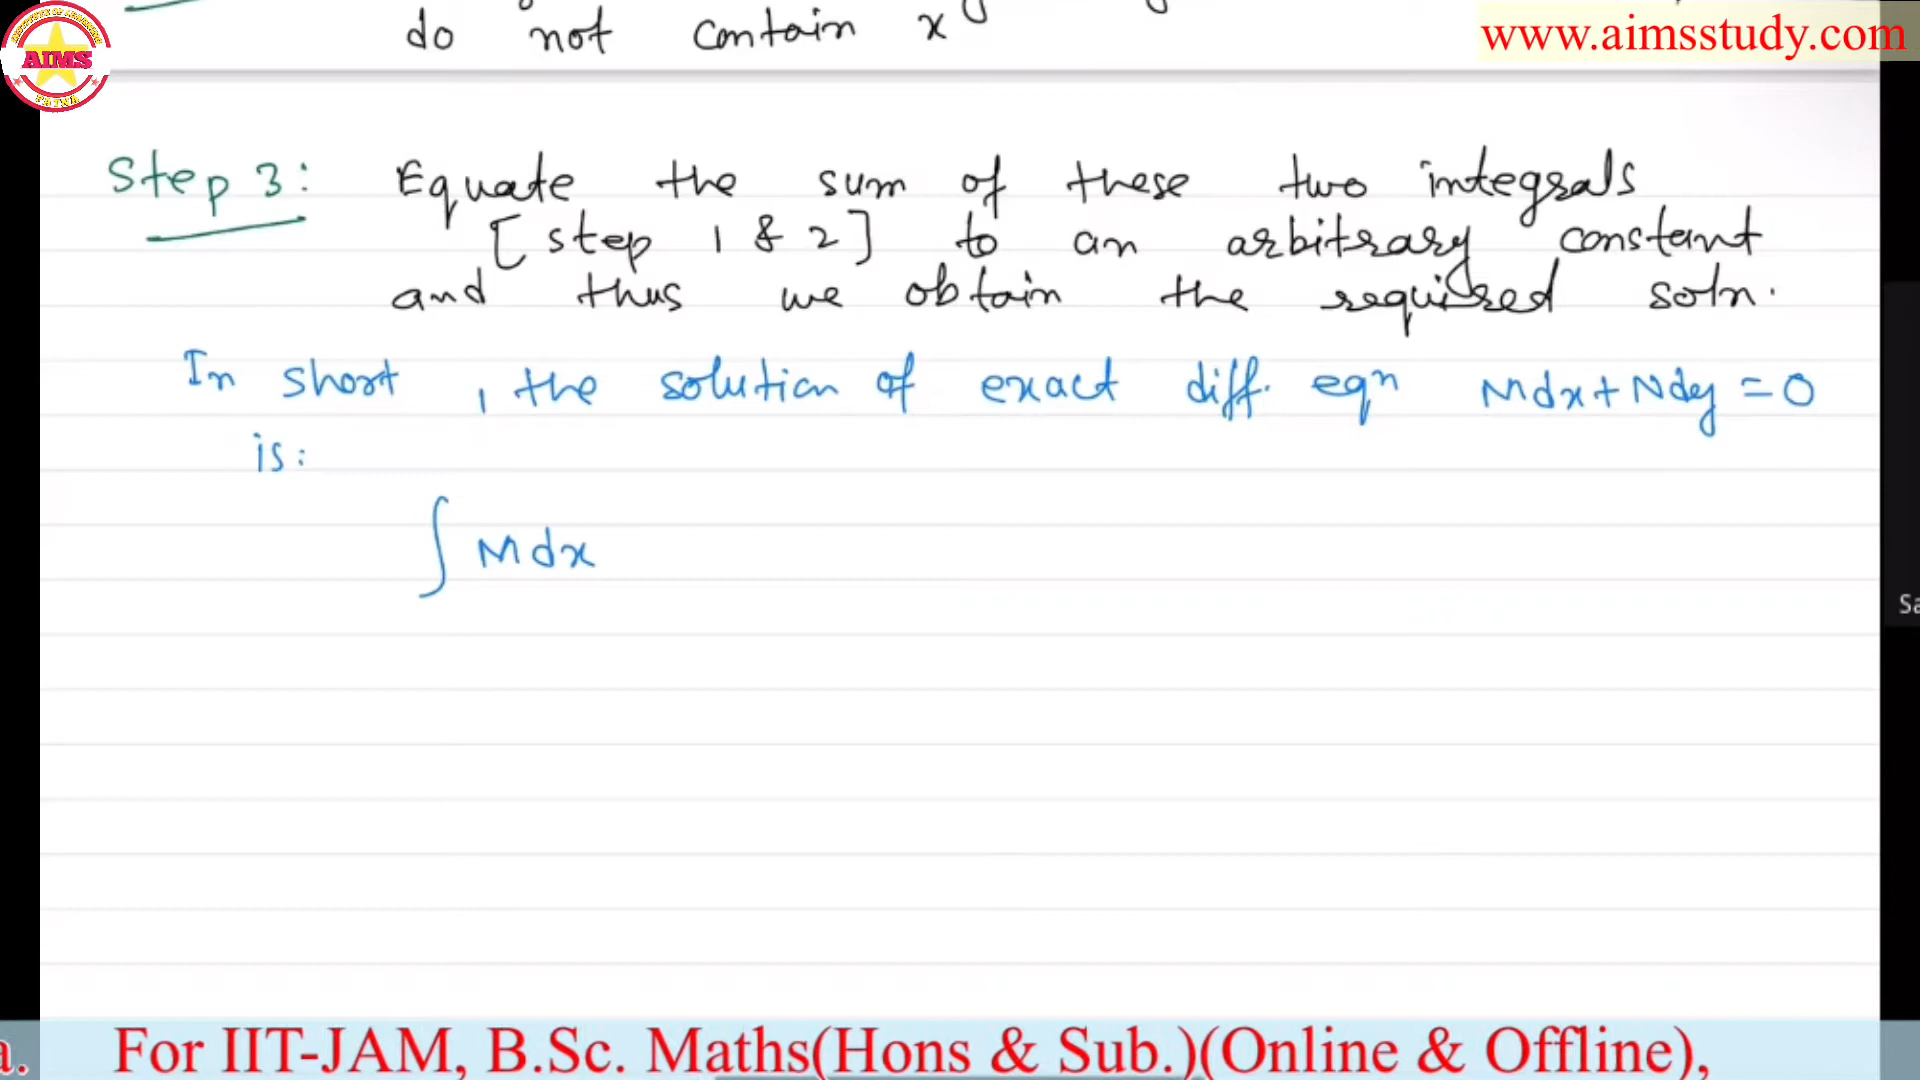 do not contain x
www.aimsstudy.com
AIMS
PATNA
Step 3: Equate the sum of these two integrals
[step 1 & 2] to an arbitrary constant
and thus we obtain the required soln.
In short, the solution of exact diff. eqn Mdx + Ndy = 0
is:
∫ Mdx
Sa
a. For IIT-JAM, B.Sc. Maths(Hons & Sub.)(Online & Offline),